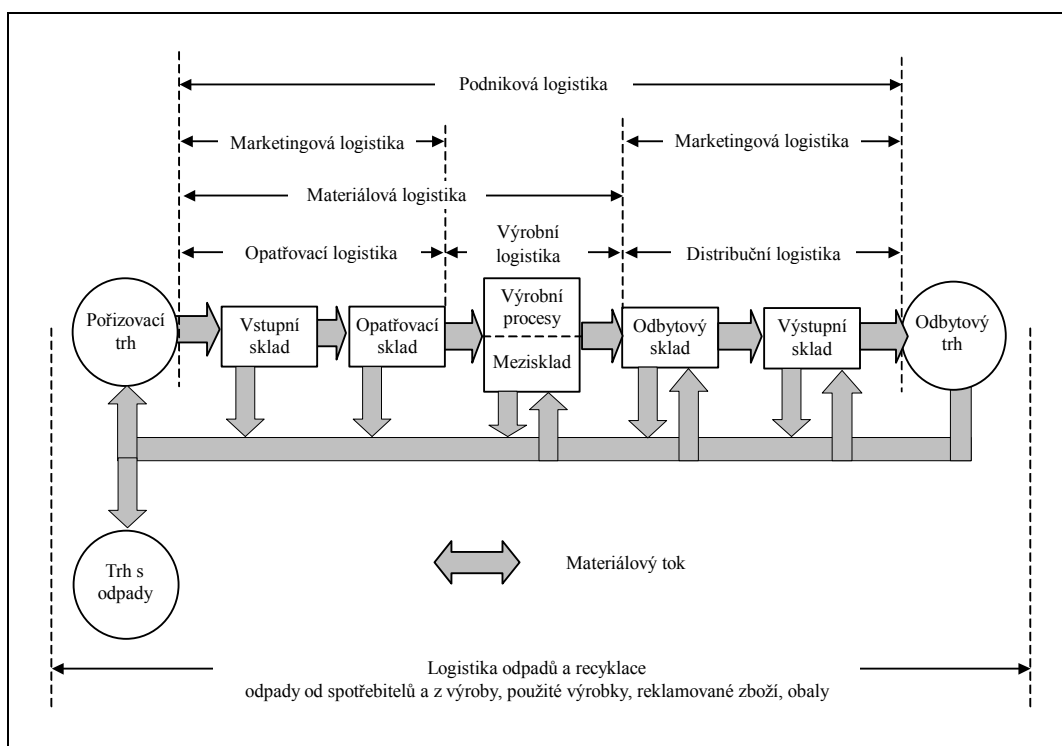 Podniková logistika
Marketingová logistika
Marketingová logistika
Materiálová logistika
Opatřovací logistika
Výrobní
logistika
Distribuční logistika
Pořizovací
trh
Vstupní
sklad
Opatřovací
sklad
Výrobní
procesy
Mezisklad
Odbytový
sklad
Výstupní
sklad
Odbytový
trh
Trh s
odpady
Materiálový tok
Logistika odpadů a recyklace
odpady od spotřebitelů a z výroby, použité výrobky, reklamované zboží, obaly